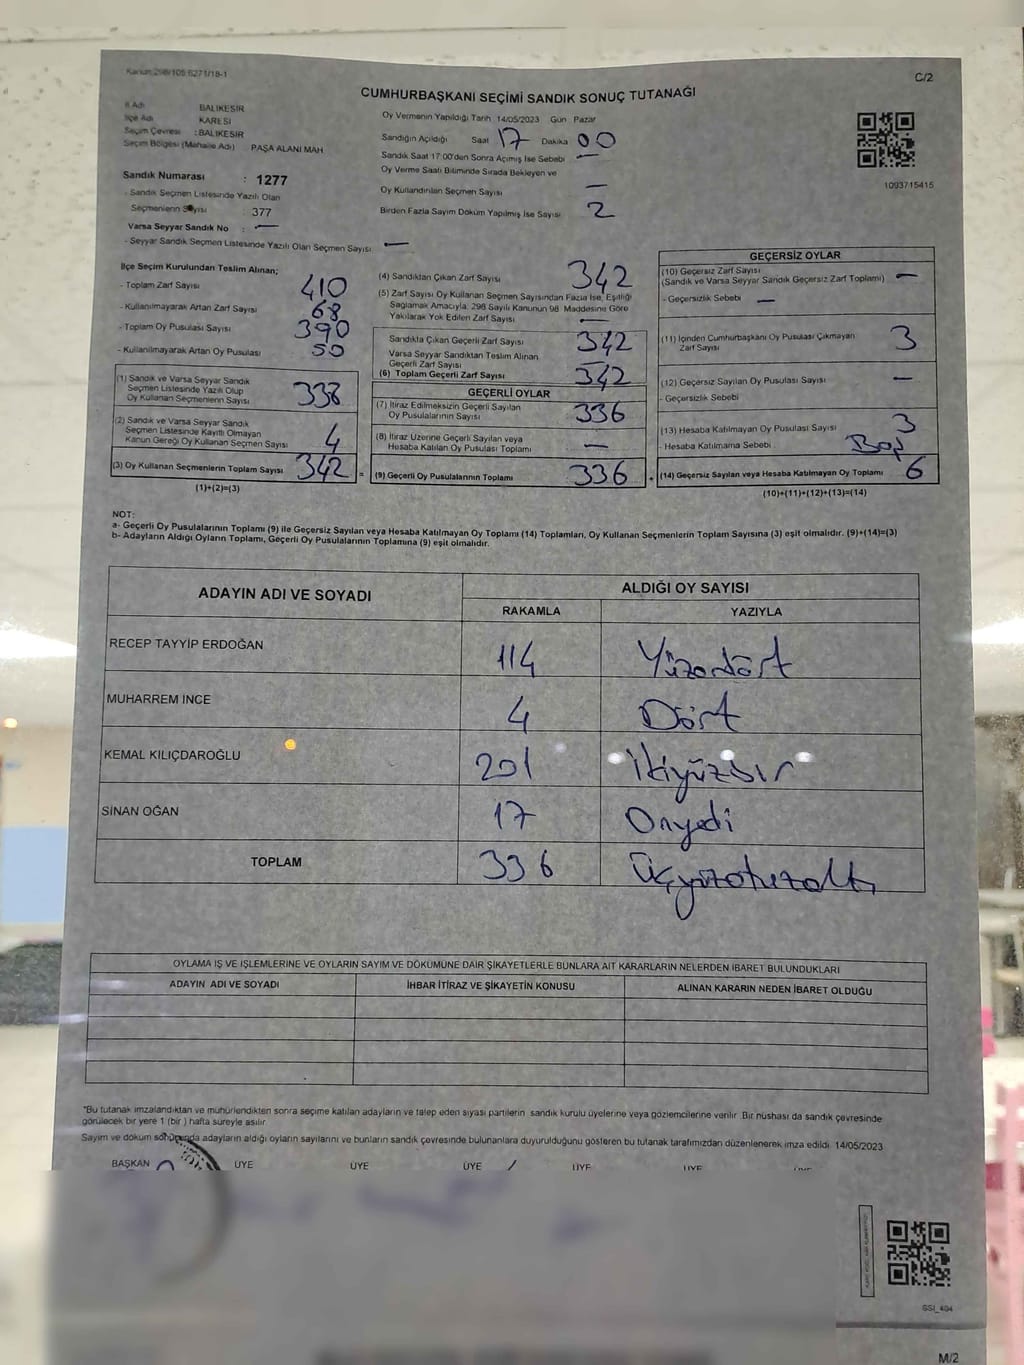 Kanun:298/105 6271/18-1
C/2
CUMHURBAŞKANI SEÇİMİ SANDIK SONUÇ TUTANAĞI
İl Adı BALIKESİR
İlçe Adı KARESİ
Seçim Çevresi :BALIKESİR
Seçim Bölgesi (Mahalle Adı) PAŞA ALANI MAH
Sandık Numarası : 1277
- Sandık Seçmen Listesinde Yazılı Olan
Seçmenlerin Sayısı : 377
Varsa Seyyar Sandık No : —
- Seyyar Sandık Seçmen Listesinde Yazılı Olan Seçmen Sayısı —
Oy Vermenin Yapıldığı Tarih 14/05/2023 Gün Pazar
Sandığın Açıldığı Saat 17 Dakika 00
Sandık Saat 17:00'den Sonra Açımış İse Sebebi —
Oy Verme Saati Bitiminde Sırada Bekleyen ve
Oy Kullandırılan Seçmen Sayısı —
Birden Fazla Sayım Döküm Yapılmış İse Sayısı 2
1093715415
İlçe Seçim Kurulundan Teslim Alınan;
- Toplam Zarf Sayısı 410
- Kullanılmayarak Artan Zarf Sayısı 68
- Toplam Oy Pusulası Sayısı 390
- Kullanılmayarak Artan Oy Pusulası 50
(1) Sandık ve Varsa Seyyar Sandık
Seçmen Listesinde Yazılı Olup
Oy Kullanan Seçmenlerin Sayısı 338
(2) Sandık ve Varsa Seyyar Sandık
Seçmen Listesinde Kayıtlı Olmayan
Kanun Gereği Oy Kullanan Seçmen Sayısı 4
(3) Oy Kullanan Seçmenlerin Toplam Sayısı 342 =
(1)+(2)=(3)
(4) Sandıktan Çıkan Zarf Sayısı 342
(5) Zarf Sayısı Oy Kullanan Seçmen Sayısından Fazla İse, Eşitliği
Sağlamak Amacıyla, 298 Sayılı Kanunun 98. Maddesine Göre
Yakılarak Yok Edilen Zarf Sayısı —
Sandıkta Çıkan Geçerli Zarf Sayısı 342
Varsa Seyyar Sandıktan Teslim Alınan
Geçerli Zarf Sayısı
(6) Toplam Geçerli Zarf Sayısı 342
GEÇERLİ OYLAR
(7) İtiraz Edilmeksizin Geçerli Sayılan
Oy Pusulalarının Sayısı 336
(8) İtiraz Üzerine Geçerli Sayılan veya
Hesaba Katılan Oy Pusulası Toplamı —
(9) Geçerli Oy Pusulalarının Toplamı 336 +
GEÇERSİZ OYLAR
(10) Geçersiz Zarf Sayısı
(Sandık ve Varsa Seyyar Sandık Geçersiz Zarf Toplamı) —
- Geçersizlik Sebebi —
(11) İçinden Cumhurbaşkanı Oy Pusulası Çıkmayan
Zarf Sayısı 3
(12) Geçersiz Sayılan Oy Pusulası Sayısı —
- Geçersizlik Sebebi
(13) Hesaba Katılmayan Oy Pusulası Sayısı 3
- Hesaba Katılmama Sebebi Boş
(14) Geçersiz Sayılan veya Hesaba Katılmayan Oy Toplamı 6
(10)+(11)+(12)+(13)=(14)
NOT:
a- Geçerli Oy Pusulalarının Toplamı (9) ile Geçersiz Sayılan veya Hesaba Katılmayan Oy Toplamı (14) Toplamları, Oy Kullanan Seçmenlerin Toplam Sayısına (3) eşit olmalıdır. (9)+(14)=(3)
b- Adayların Aldığı Oyların Toplamı, Geçerli Oy Pusulalarının Toplamına (9) eşit olmalıdır.
ADAYIN ADI VE SOYADI ALDIĞI OY SAYISI
RAKAMLA YAZIYLA
RECEP TAYYİP ERDOĞAN 114 Yüzondört
MUHARREM İNCE 4 Dört
KEMAL KILIÇDAROĞLU 201 İkiyüzbir
SİNAN OĞAN 17 Onyedi
TOPLAM 336 Üçyüzotuzaltı
OYLAMA İŞ VE İŞLEMLERİNE VE OYLARIN SAYIM VE DÖKÜMÜNE DAİR ŞİKAYETLERLE BUNLARA AİT KARARLARIN NELERDEN İBARET BULUNDUKLARI
ADAYIN ADI VE SOYADI İHBAR İTİRAZ VE ŞİKAYETİN KONUSU ALINAN KARARIN NEDEN İBARET OLDUĞU
*Bu tutanak imzalandıktan ve mühürlendikten sonra seçime katılan adayların ve talep eden siyasi partilerin sandık kurulu üyelerine veya gözlemcilerine verilir. Bir nüshası da sandık çevresinde
görülecek bir yere 1 (bir ) hafta süreyle asılır.
Sayım ve döküm sonucunda adayların aldığı oyların sayılarını ve bunların sandık çevresinde bulunanlara duyurulduğunu gösteren bu tutanak tarafımızdan düzenlenerek imza edildi. 14/05/2023
BAŞKAN ÜYE ÜYE ÜYE ÜYE ÜYE ÜYE
SSI_404
M/2